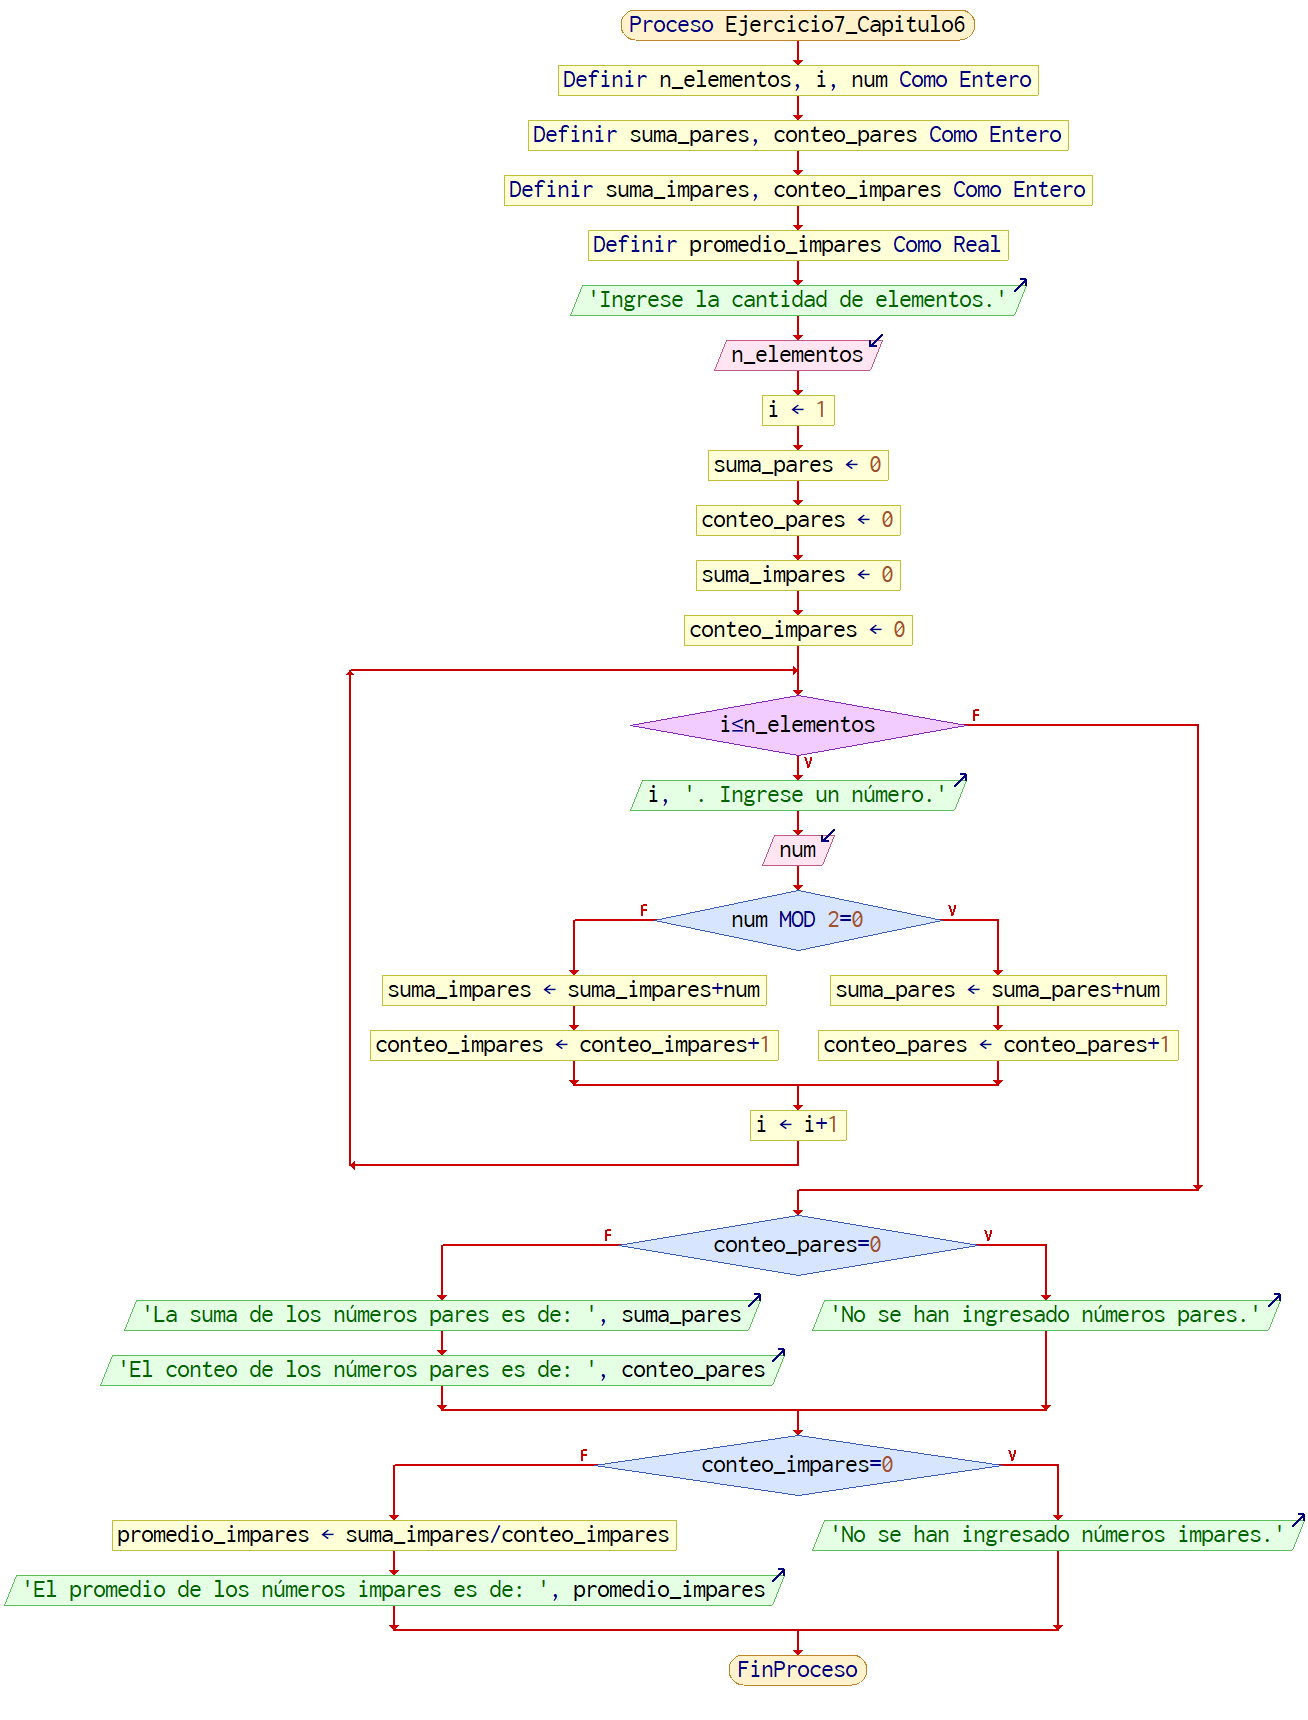 Proceso Ejercicio7_Capitulo6
Definir n_elementos, i, num Como Entero
Definir suma_pares, conteo_pares Como Entero
Definir suma_impares, conteo_impares Como Entero
Definir promedio_impares Como Real
'Ingrese la cantidad de elementos.'
n_elementos
i ← 1
suma_pares ← 0
conteo_pares ← 0
suma_impares ← 0
conteo_impares ← 0
i≤n_elementos
F
V
i, '. Ingrese un número.'
num
num MOD 2=0
F
V
suma_impares ← suma_impares+num
suma_pares ← suma_pares+num
conteo_impares ← conteo_impares+1
conteo_pares ← conteo_pares+1
i ← i+1
conteo_pares=0
F
V
'La suma de los números pares es de: ', suma_pares
'No se han ingresado números pares.'
'El conteo de los números pares es de: ', conteo_pares
conteo_impares=0
F
V
promedio_impares ← suma_impares/conteo_impares
'No se han ingresado números impares.'
'El promedio de los números impares es de: ', promedio_impares
FinProceso